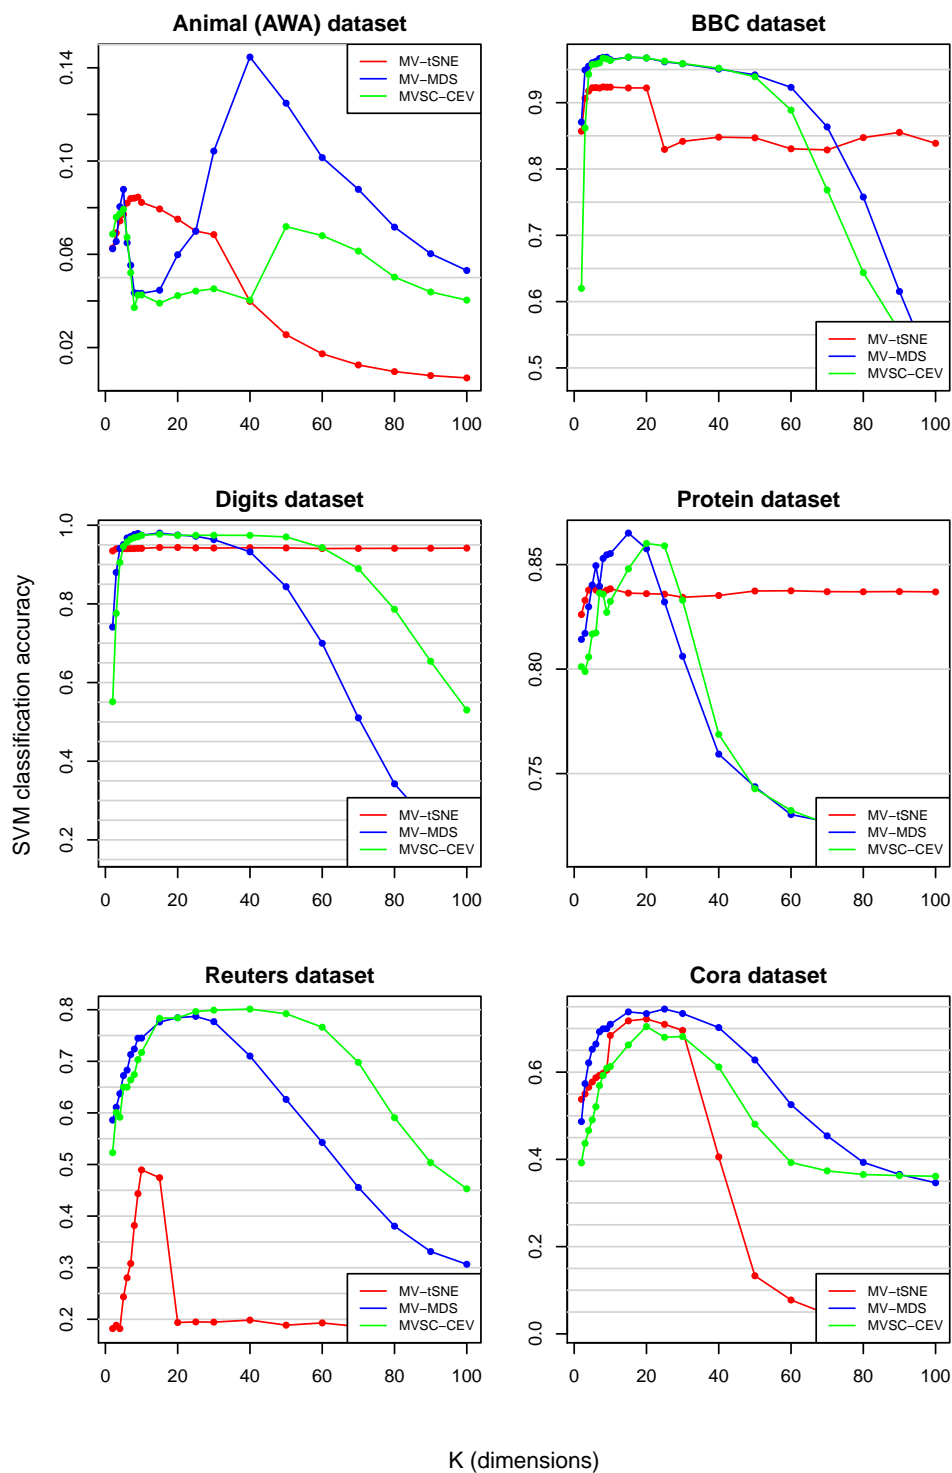 Animal (AWA) dataset
0.14
0.10
0.06
0.02
MV−tSNE
MV−MDS
MVSC−CEV
0 20 40 60 80 100
BBC dataset
0.9
0.8
0.7
0.6
0.5
MV−tSNE
MV−MDS
MVSC−CEV
0 20 40 60 80 100
SVM classification accuracy
Digits dataset
1.0
0.8
0.6
0.4
0.2
MV−tSNE
MV−MDS
MVSC−CEV
0 20 40 60 80 100
Protein dataset
0.85
0.80
0.75
MV−tSNE
MV−MDS
MVSC−CEV
0 20 40 60 80 100
Reuters dataset
0.8
0.7
0.6
0.5
0.4
0.3
0.2
MV−tSNE
MV−MDS
MVSC−CEV
0 20 40 60 80 100
Cora dataset
0.6
0.4
0.2
0.0
MV−tSNE
MV−MDS
MVSC−CEV
0 20 40 60 80 100
K (dimensions)